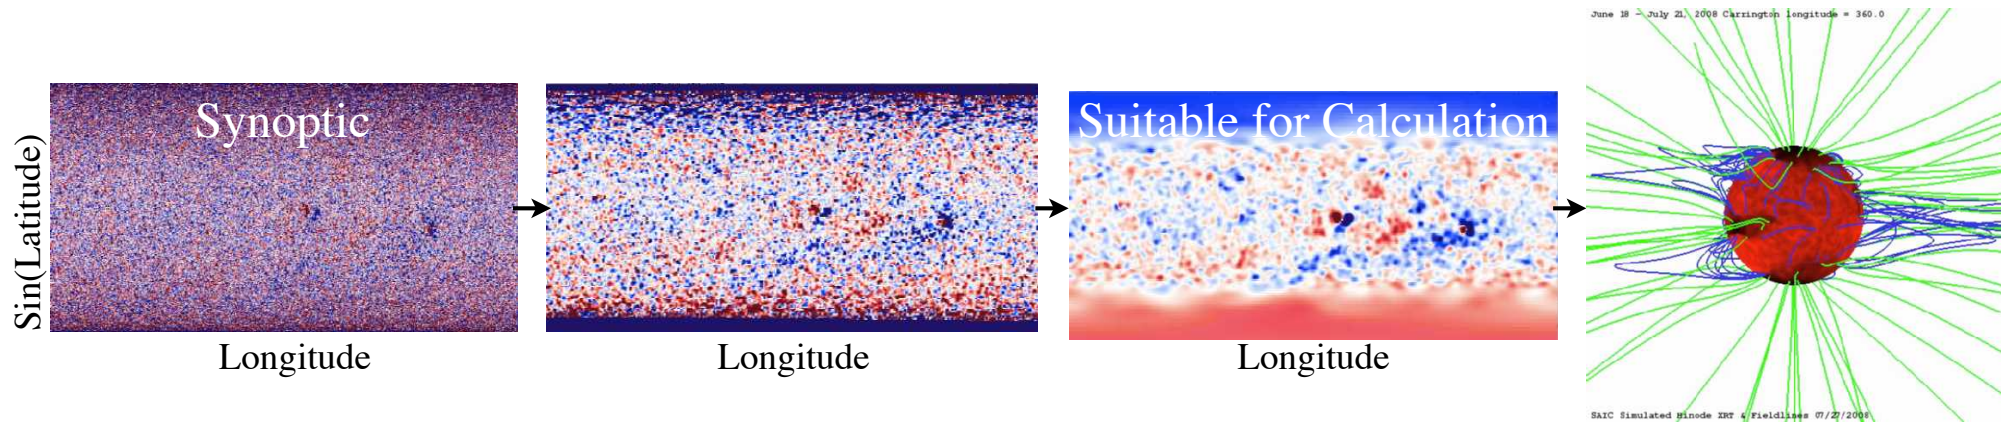 June 18 - July 21, 2008 Carrington longitude = 360.0
Synoptic
Suitable for Calculation
Sin(Latitude)
Longitude
Longitude
Longitude
SAIC Simulated Hinode XRT & Fieldlines 07/27/2008